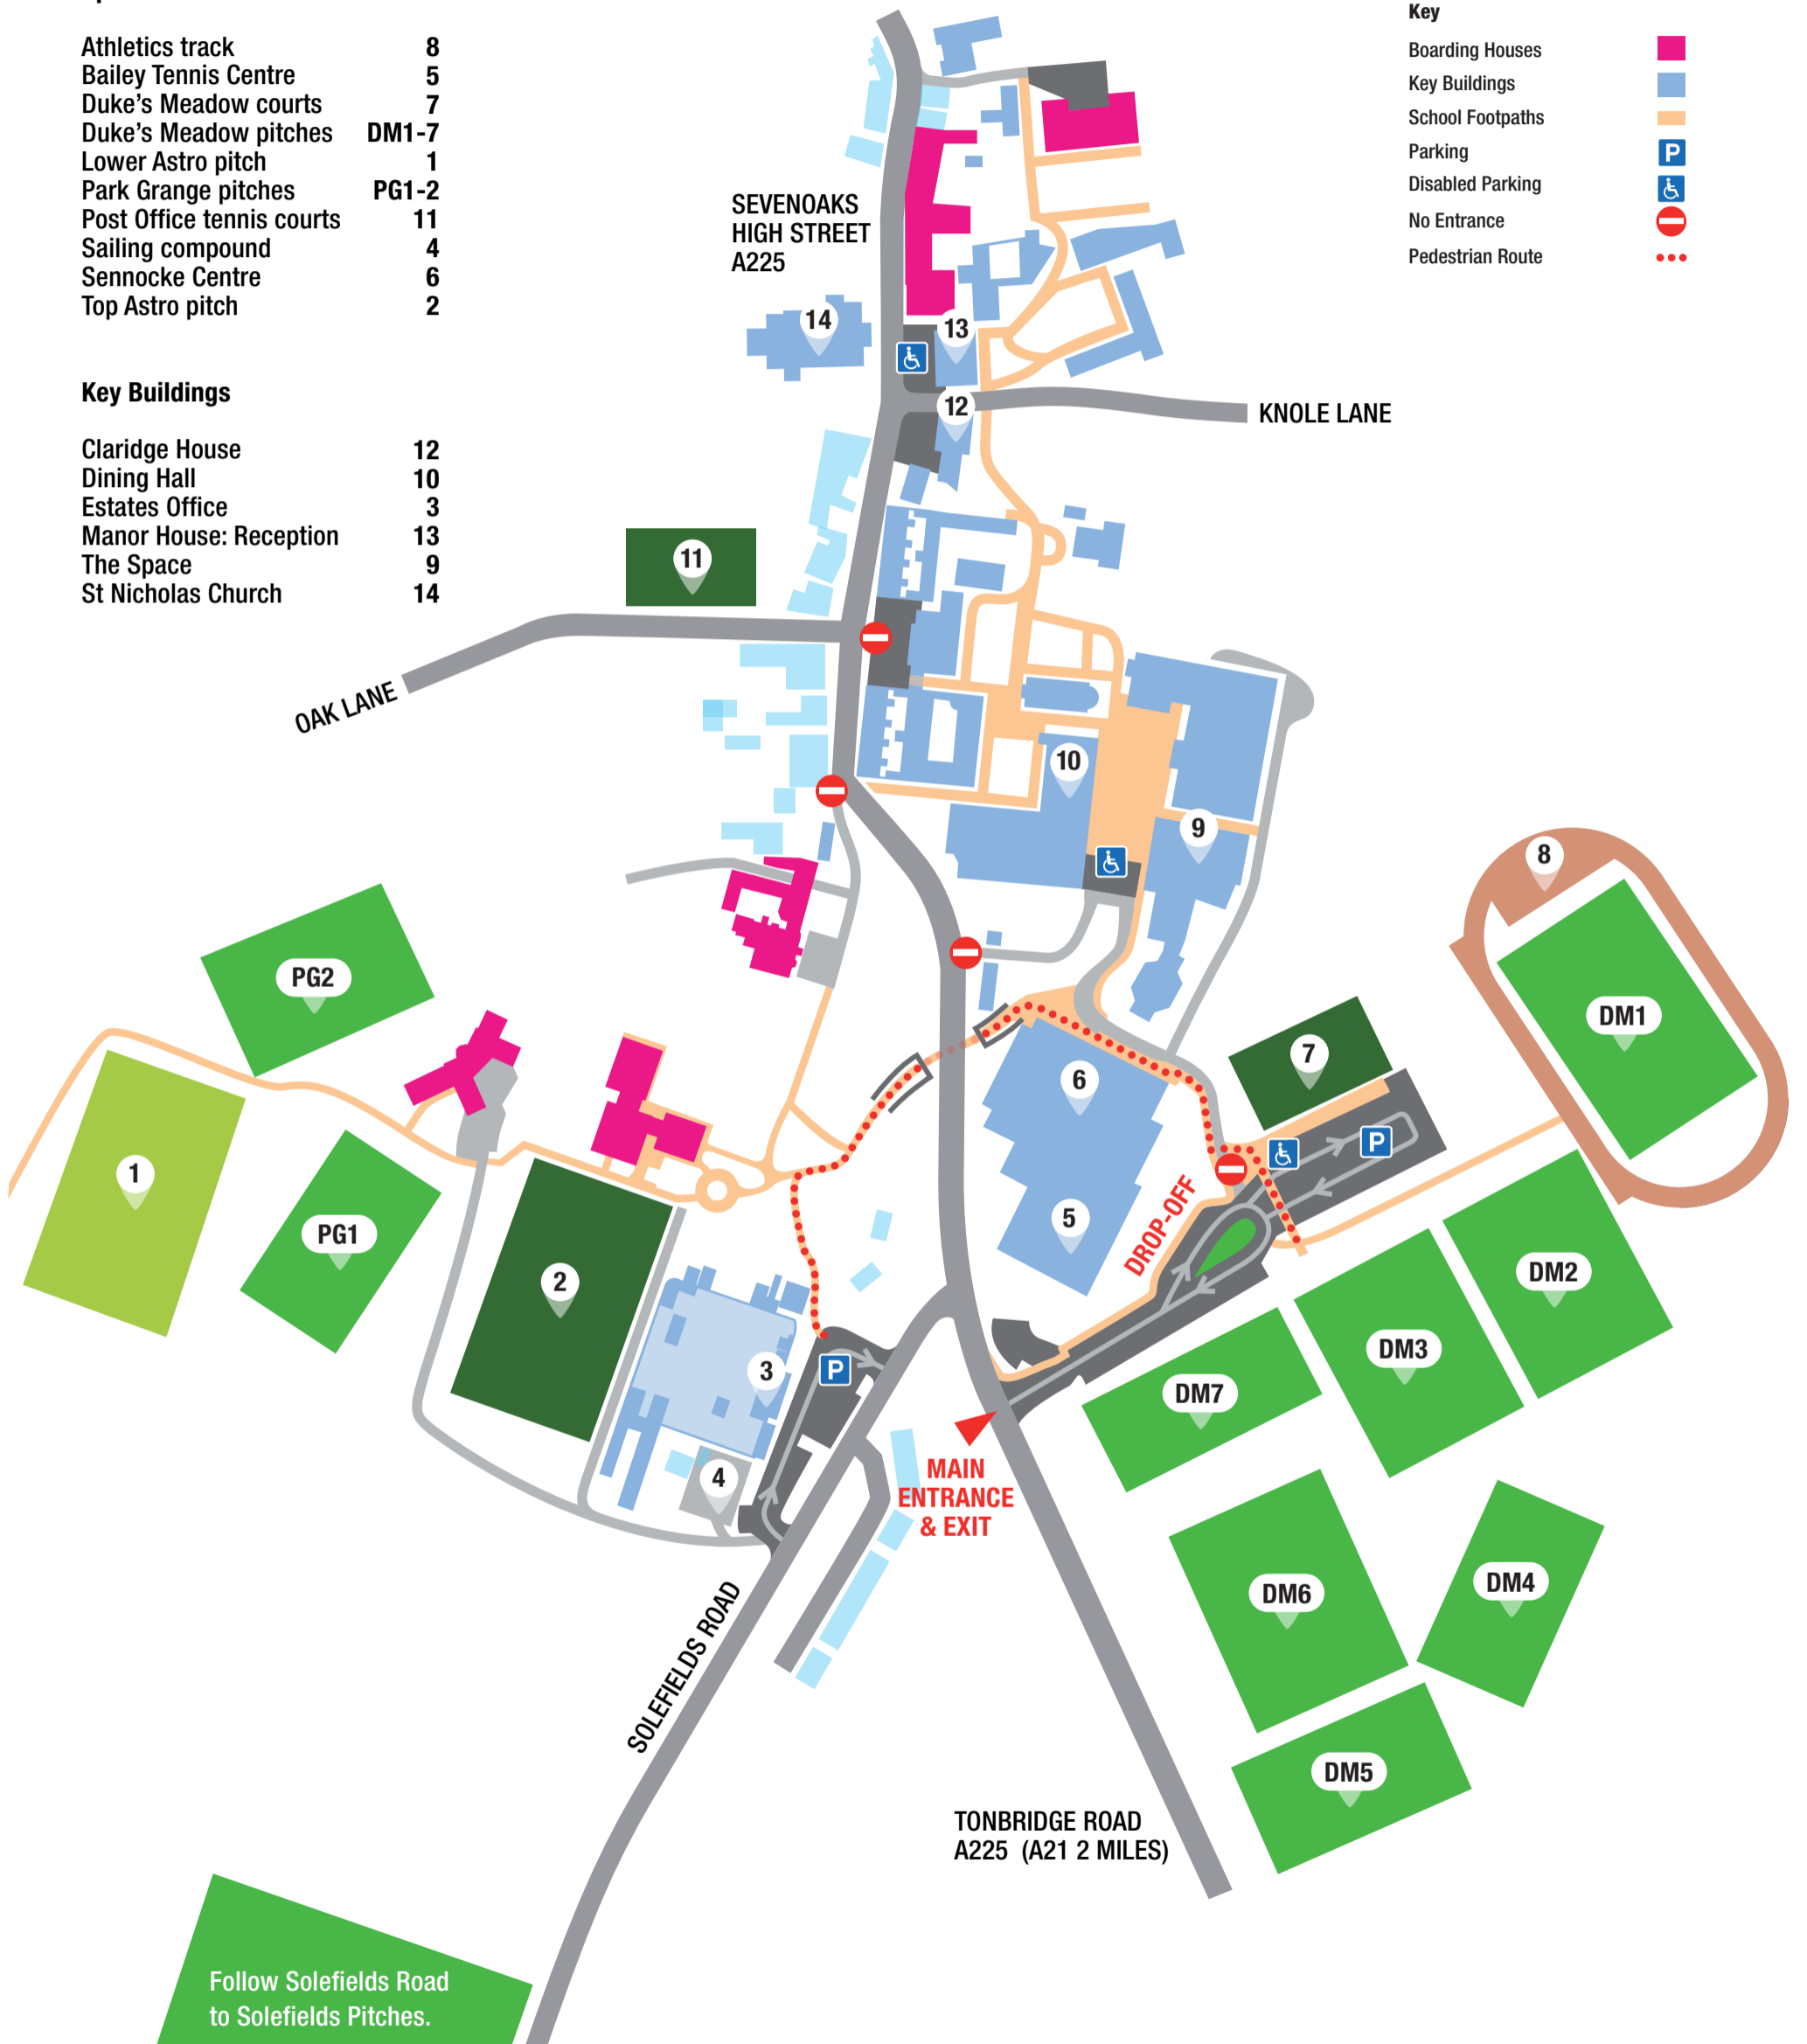 Athletics track 8
Bailey Tennis Centre 5
Duke’s Meadow courts 7
Duke’s Meadow pitches DM1-7
Lower Astro pitch 1
Park Grange pitches PG1-2
Post Office tennis courts 11
Sailing compound 4
Sennocke Centre 6
Top Astro pitch 2
Key Buildings
Claridge House 12
Dining Hall 10
Estates Office 3
Manor House: Reception 13
The Space 9
St Nicholas Church 14
Key
Boarding Houses
Key Buildings
School Footpaths
Parking P
Disabled Parking
No Entrance
Pedestrian Route
SEVENOAKS
HIGH STREET
A225
14
13
12
KNOLE LANE
11
OAK LANE
10
9
8
PG2
DM1
7
6
P
1
PG1
5
DROP-OFF
2
DM2
DM3
3
P
DM7
4
MAIN
ENTRANCE
& EXIT
DM6
DM4
SOLEFIELDS ROAD
DM5
TONBRIDGE ROAD
A225 (A21 2 MILES)
Follow Solefields Road
to Solefields Pitches.